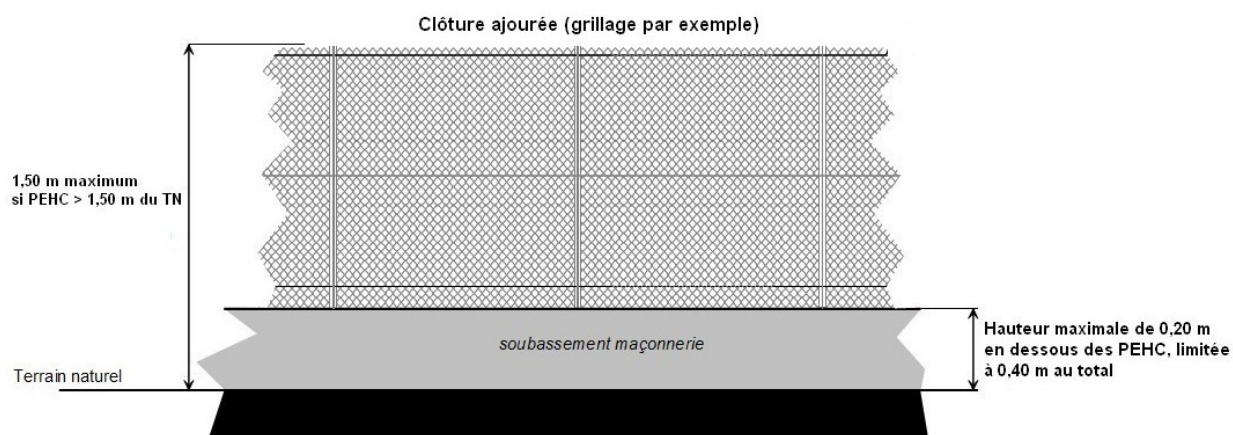 Clôture ajourée (grillage par exemple)
1,50 m maximum
si PEHC > 1,50 m du TN
soubassement maçonnerie
Hauteur maximale de 0,20 m
en dessous des PEHC, limitée
à 0,40 m au total
Terrain naturel